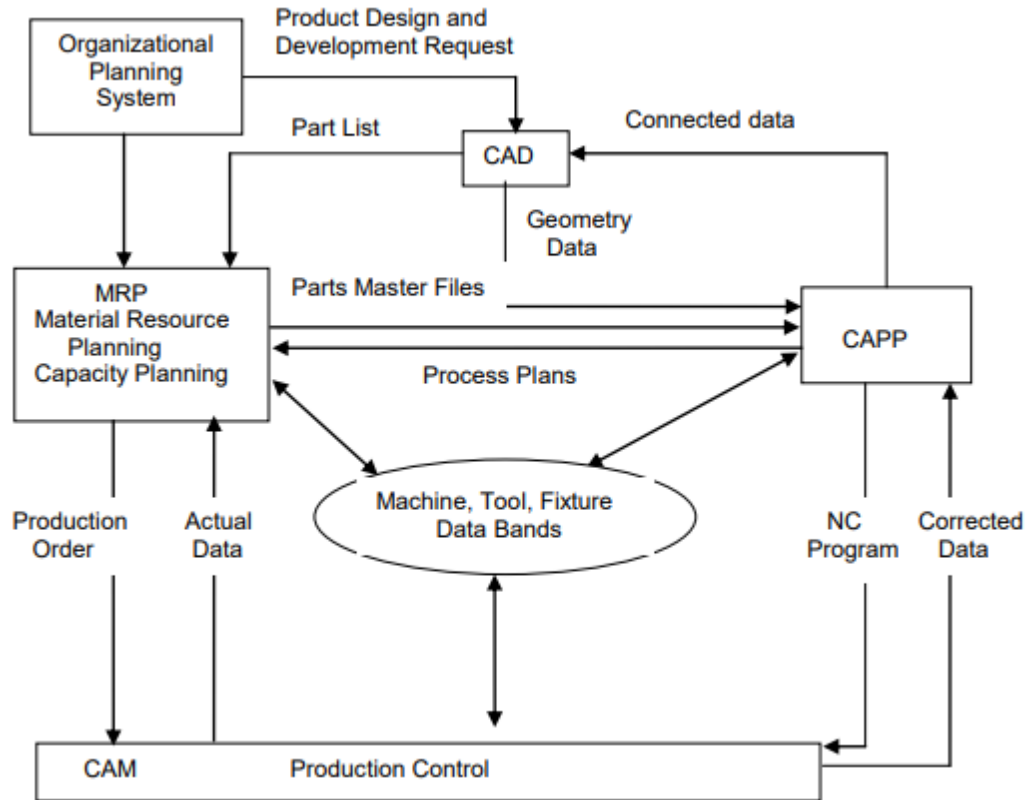 Product Design and
Development Request
Organizational
Planning
System
Part List
Connected data
CAD
Geometry
Data
MRP
Material Resource
Planning
Capacity Planning
Parts Master Files
CAPP
Process Plans
Machine, Tool, Fixture
Data Bands
Production
Order
Actual
Data
NC
Program
Corrected
Data
CAM
Production Control